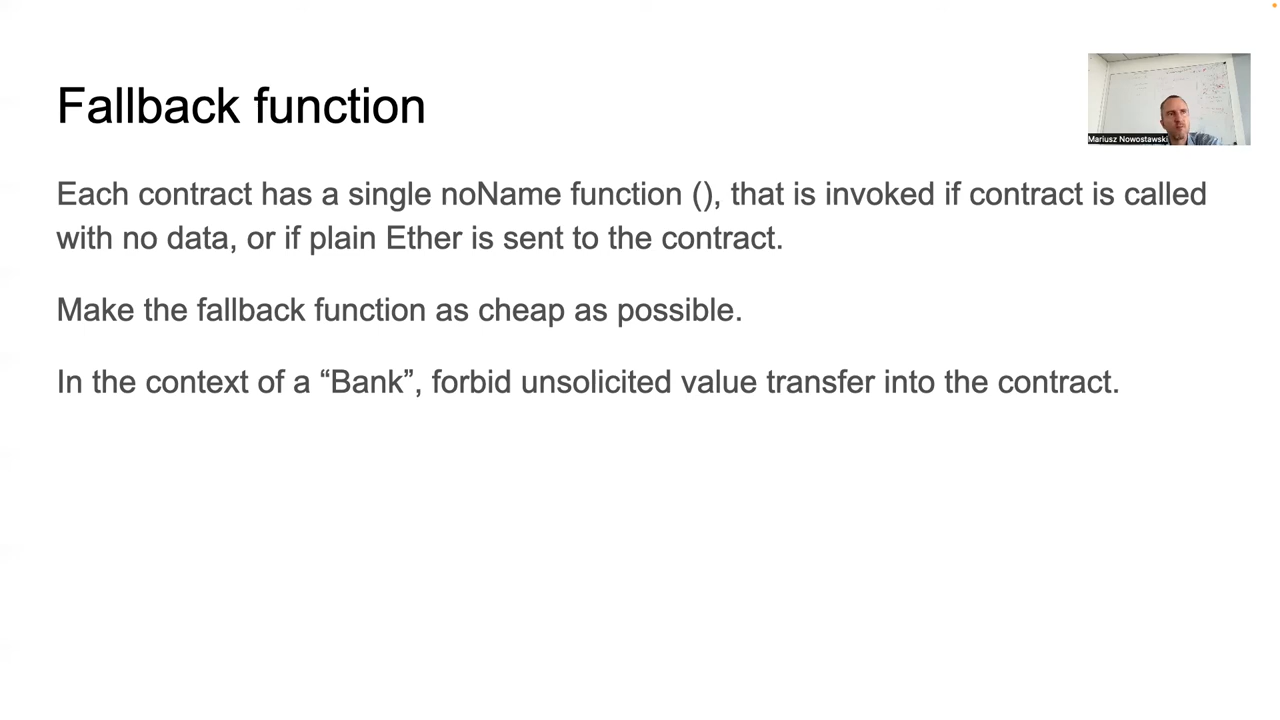 Fallback function
Mariusz Nowostawski
Each contract has a single noName function (), that is invoked if contract is called
with no data, or if plain Ether is sent to the contract.
Make the fallback function as cheap as possible.
In the context of a “Bank”, forbid unsolicited value transfer into the contract.